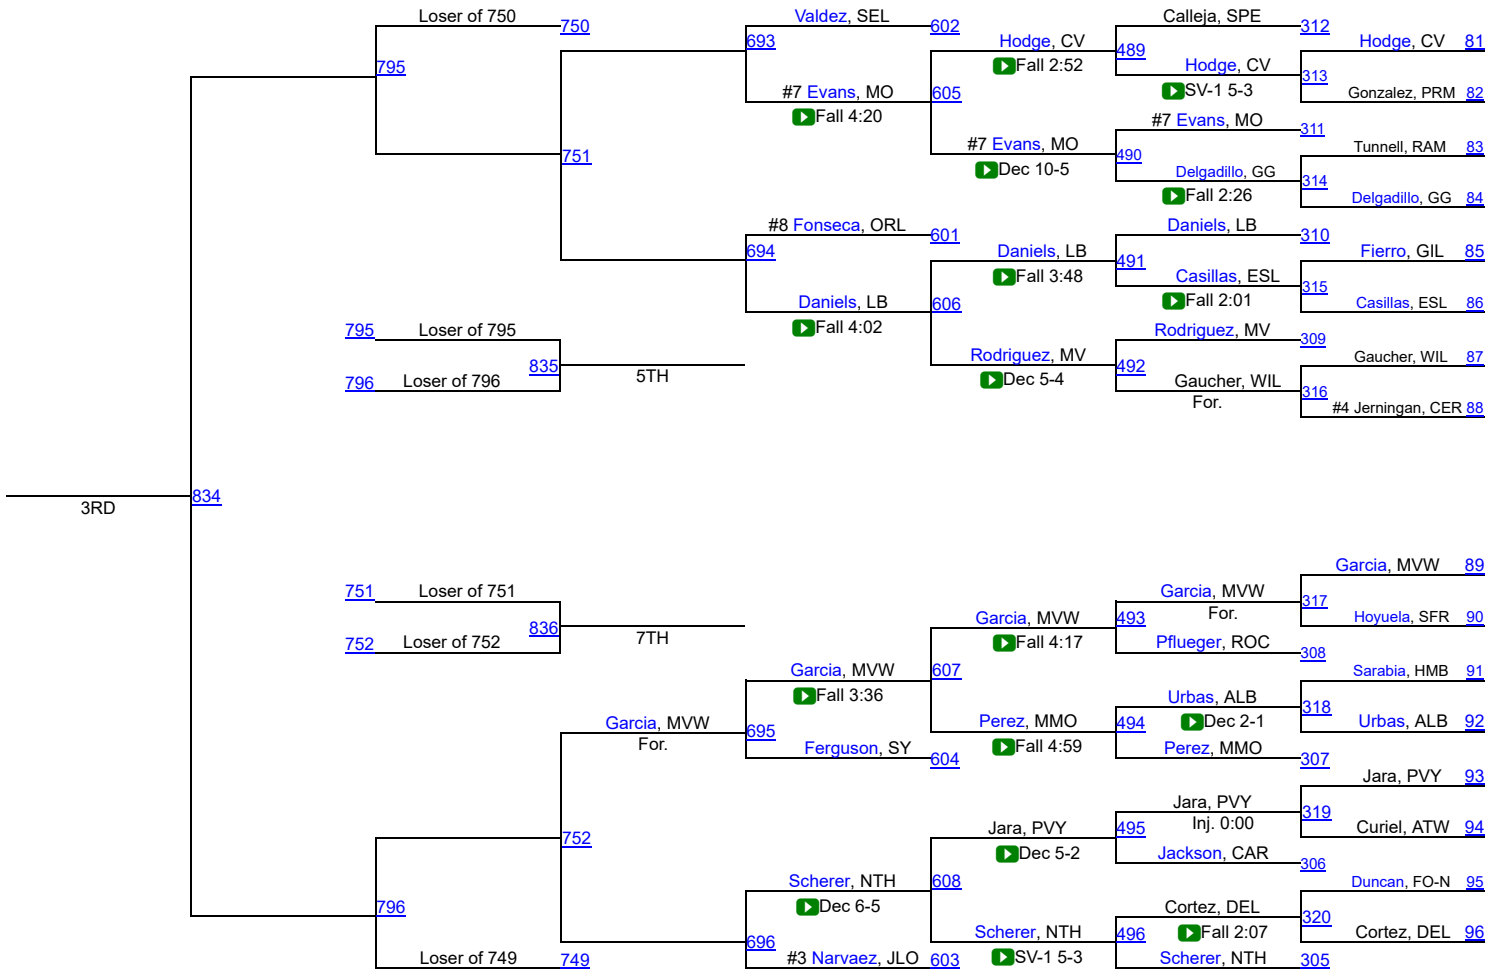 Loser of 750
750
Valdez, SEL
602
Calleja, SPE
312
795
693
Hodge, CV
Fall 2:52
489
Hodge, CV
SV-1 5-3
313
Hodge, CV 81
Gonzalez, PRM 82
#7 Evans, MO
Fall 4:20
605
#7 Evans, MO
311
Tunnell, RAM 83
751
#7 Evans, MO
Dec 10-5
490
Delgadillo, GG
Fall 2:26
314
Delgadillo, GG 84
#8 Fonseca, ORL
601
Daniels, LB
310
694
Daniels, LB
Fall 3:48
491
Casillas, ESL
Fall 2:01
315
Fierro, GIL 85
Casillas, ESL 86
Daniels, LB
Fall 4:02
606
Rodriguez, MV
309
795 Loser of 795
835
5TH
796 Loser of 796
Rodriguez, MV
Dec 5-4
492
Gaucher, WIL
For.
316
Gaucher, WIL 87
#4 Jerningan, CER 88
3RD
834
751 Loser of 751
836
7TH
752 Loser of 752
Garcia, MVW
Fall 4:17
493
Garcia, MVW
For.
317
Garcia, MVW 89
Hoyuela, SFR 90
Pflueger, ROC
308
Garcia, MVW
Fall 3:36
607
Sarabia, HMB 91
Garcia, MVW
For.
695
Perez, MMO
Fall 4:59
494
Urbas, ALB
Dec 2-1
318
Urbas, ALB 92
Ferguson, SY
604
Perez, MMO
307
Jara, PVY 93
752
Jara, PVY
Dec 5-2
495
Jara, PVY
Inj. 0:00
319
Curiel, ATW 94
Jackson, CAR
306
Scherer, NTH
Dec 6-5
608
Duncan, FO-N 95
796
696
Scherer, NTH
SV-1 5-3
496
Cortez, DEL
Fall 2:07
320
Cortez, DEL 96
Loser of 749
749
#3 Narvaez, JLO
603
Scherer, NTH
305